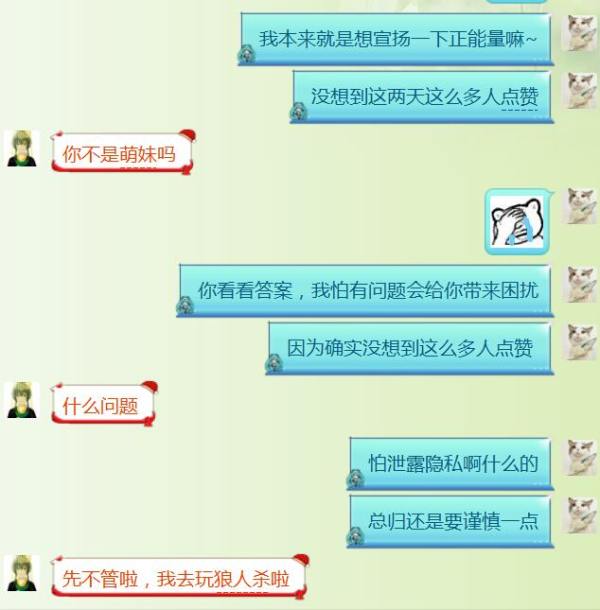 我本来就是想宣扬一下正能量嘛~
没想到这两天这么多人点赞
你不是萌妹吗
你看看答案，我怕有问题会给你带来困扰
因为确实没想到这么多人点赞
什么问题
怕泄露隐私啊什么的
总归还是要谨慎一点
先不管啦，我去玩狼人杀啦